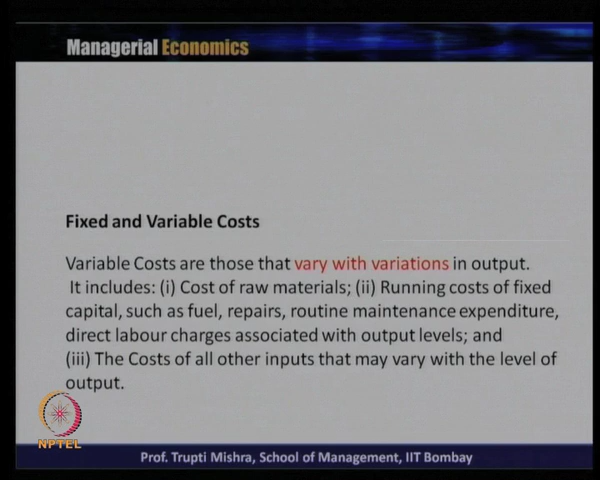 Managerial Economics
Fixed and Variable Costs
Variable Costs are those that vary with variations in output.
It includes: (i) Cost of raw materials; (ii) Running costs of fixed
capital, such as fuel, repairs, routine maintenance expenditure,
direct labour charges associated with output levels; and
(iii) The Costs of all other inputs that may vary with the level of
output.
NPTEL
Prof. Trupti Mishra, School of Management, IIT Bombay